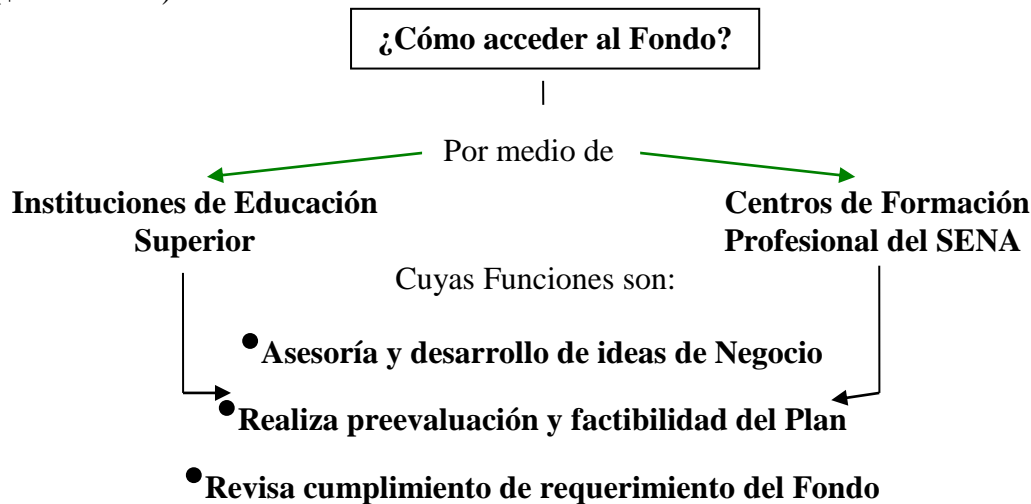 ¿Cómo acceder al Fondo?
Por medio de
Instituciones de Educación
Superior
Centros de Formación
Profesional del SENA
Cuyas Funciones son:
•Asesoría y desarrollo de ideas de Negocio
•Realiza preevaluación y factibilidad del Plan
•Revisa cumplimiento de requerimiento del Fondo